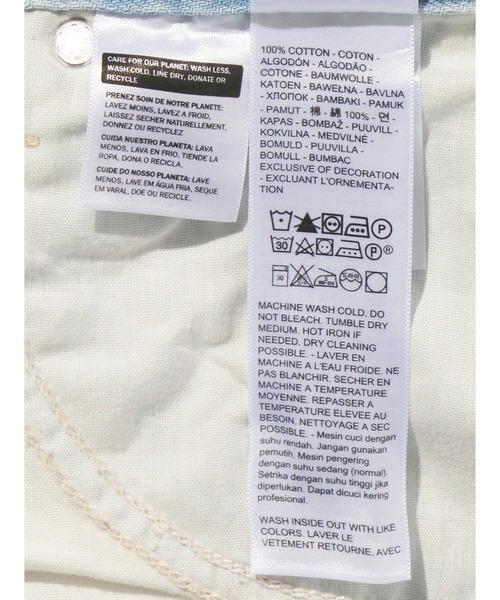 CARE FOR OUR PLANET: WASH LESS,
WASH COLD, LINE DRY, DONATE OR
RECYCLE.
PRENEZ SOIN DE NOTRE PLANETE:
LAVEZ MOINS, LAVEZ A FROID,
LAISSEZ SECHER NATURELLEMENT,
DONNEZ OU RECYCLEZ
CUIDA NUESTRO PLANETA: LAVA
MENOS, LAVA EN FRIO, TIENDE LA
ROPA, DONA O RECICLA.
CUIDE DO NOSSO PLANETA: LAVE
MENOS, LAVE EM ÁGUA FRIA, SEQUE
EM VARAL, DOE OU RECICLE.
100% COTTON - COTON -
ALGODÓN - ALGODÃO -
COTONE - BAUMWOLLE -
KATOEN - BAWEŁNA - BAVLNA
- ХЛОПОК - BAMBAKI - PAMUK
- PAMUT - 棉 - 綿 100% - 면 -
KAPAS - BOMBAŽ - PUUVILL -
KOKVILNA - MEDVILNĖ -
BOMULD - PUUVILLA -
BOMULL - BUMBAC
EXCLUSIVE OF DECORATION
- EXCLUANT L'ORNEMENTA-
TION
P
30 P ®
30
드라이
MACHINE WASH COLD. DO
NOT BLEACH. TUMBLE DRY
MEDIUM. HOT IRON IF
NEEDED. DRY CLEANING
POSSIBLE. - LAVER EN
MACHINE A L'EAU FROIDE. NE
PAS BLANCHIR. SECHER EN
MACHINE A TEMPERATURE
MOYENNE. REPASSER A
TEMPERATURE ELEVEE AU
BESOIN. NETTOYAGE A SEC
POSSIBLE. - Mesin cuci dengan
suhu rendah. Jangan gunakan
pemutih. Mesin pengering
dengan suhu sedang (normal).
Setrika dengan suhu tinggi jika
diperlukan. Dapat dicuci kering
profesional.
WASH INSIDE OUT WITH LIKE
COLORS. LAVER LE
VETEMENT RETOURNE, AVEC